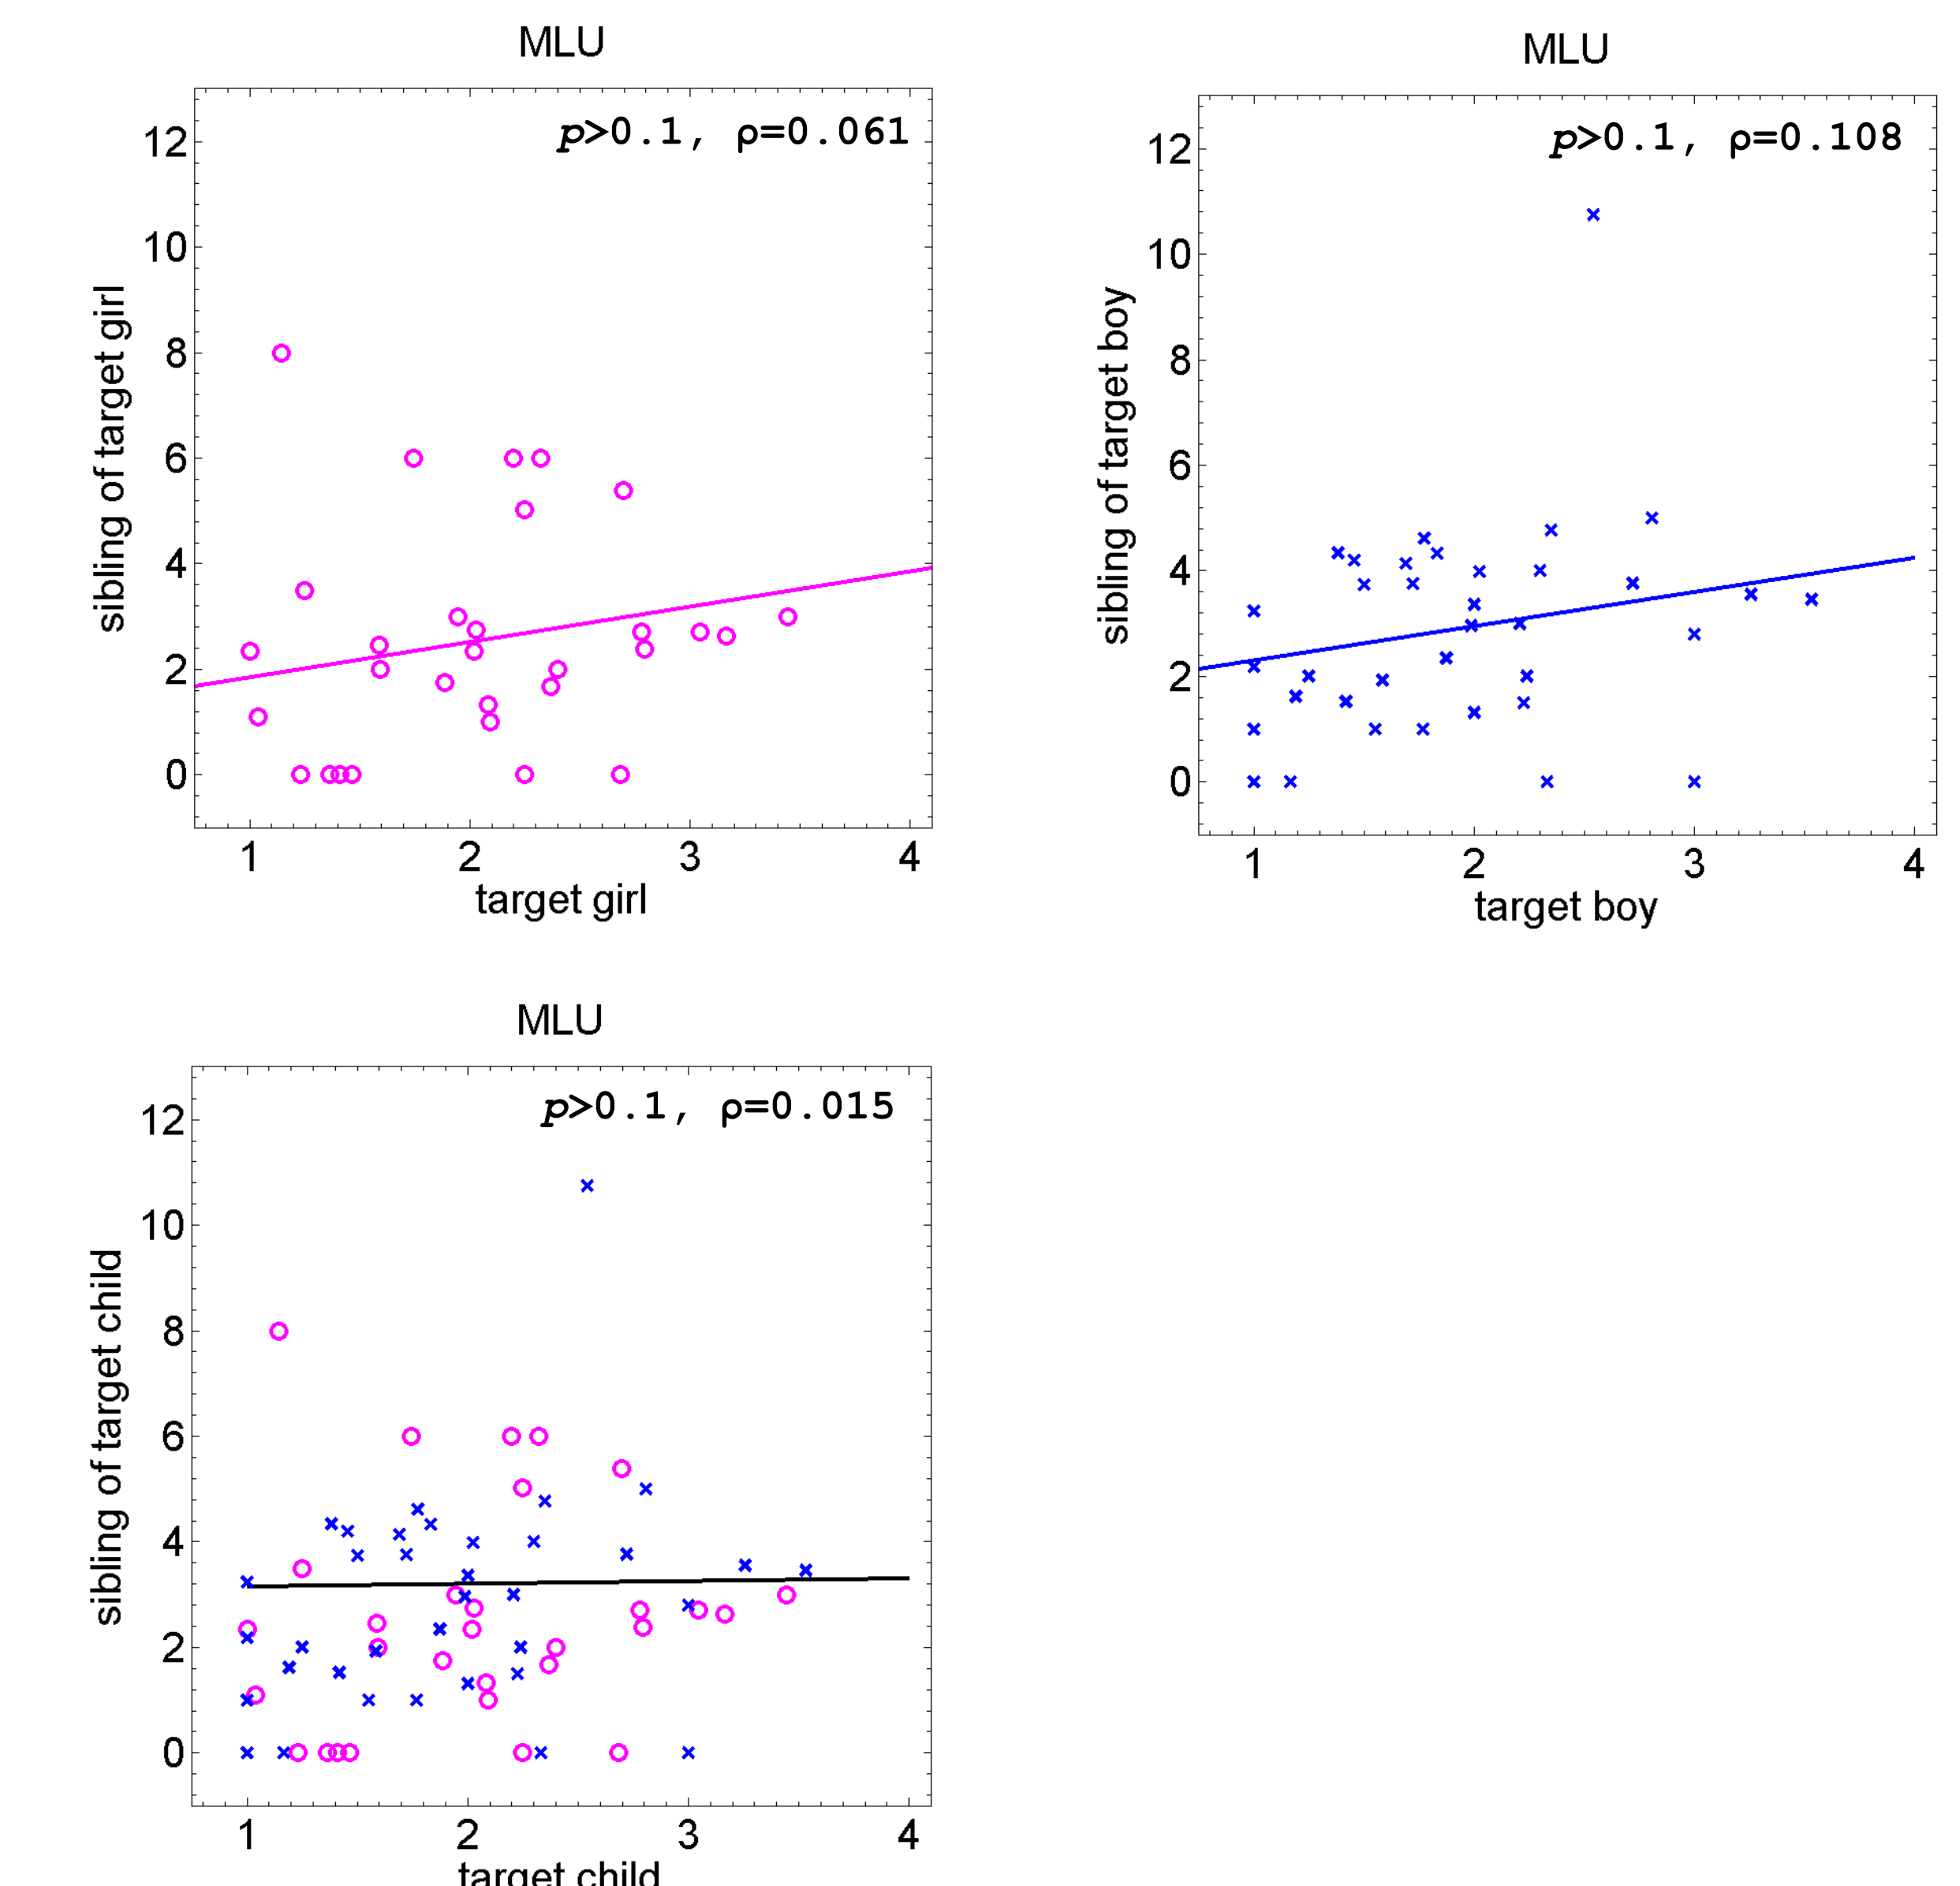 MLU
p>0.1, ρ=0.061
sibling of target girl
12
10
8
6
4
2
0
1 2 3 4
target girl
MLU
p>0.1, ρ=0.108
sibling of target boy
12
10
8
6
4
2
0
1 2 3 4
target boy
MLU
p>0.1, ρ=0.015
sibling of target child
12
10
8
6
4
2
0
1 2 3 4
target child